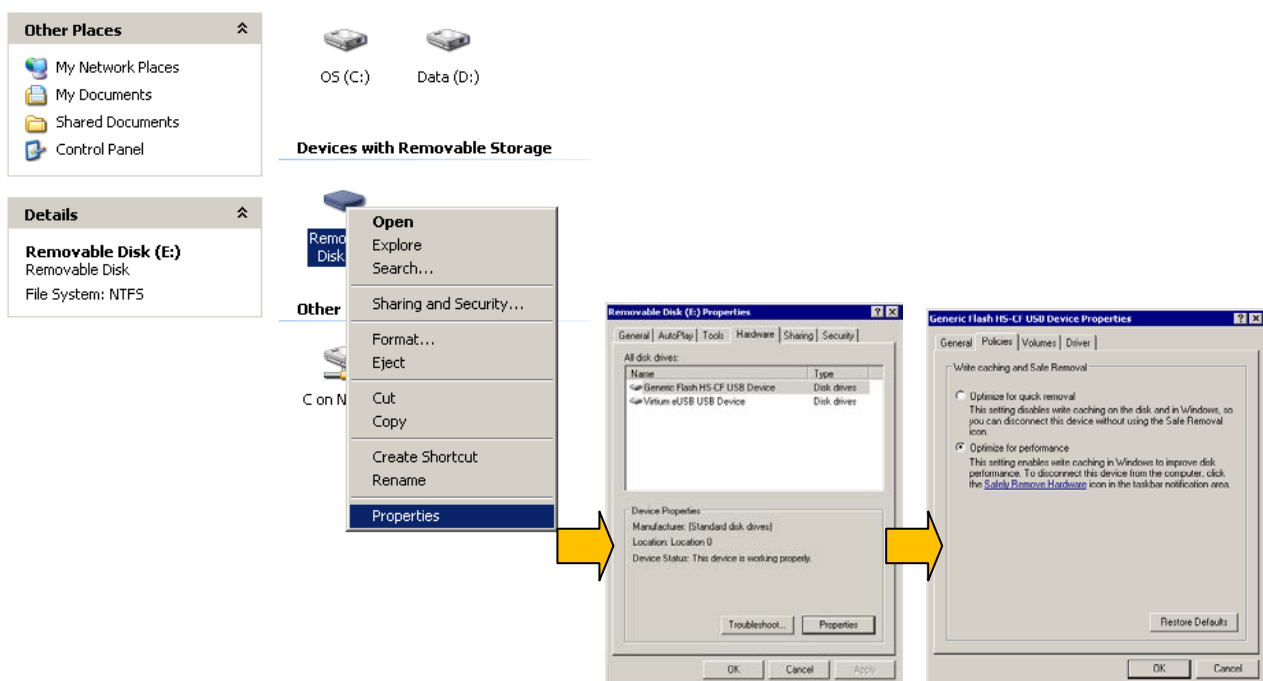 Other Places
My Network Places
My Documents
Shared Documents
Control Panel
Details
Removable Disk (E:)
Removable Disk
File System: NTFS
OS (C:)
Data (D:)
Devices with Removable Storage
Remo
Disk
Other
C on N
Open
Explore
Search...
Sharing and Security...
Format...
Eject
Cut
Copy
Create Shortcut
Rename
Properties
Removable Disk (E:) Properties
General
AutoPlay
Tools
Hardware
Sharing
Security
All disk drives:
Name
Type
Generic Flash HS-CF USB Device
Disk drives
Virtium eUSB USB Device
Disk drives
Device Properties
Manufacturer: (Standard disk drives)
Location: Location 0
Device Status: This device is working properly.
Troubleshoot...
Properties
OK
Cancel
Apply
Generic Flash HS-CF USB Device Properties
General
Policies
Volumes
Driver
Write caching and Safe Removal
Optimize for quick removal
This setting disables write caching on the disk and in Windows, so
you can disconnect this device without using the Safe Removal
icon.
Optimize for performance
This setting enables write caching in Windows to improve disk
performance. To disconnect this device from the computer, click
the Safely Remove Hardware icon in the taskbar notification area.
Restore Defaults
OK
Cancel